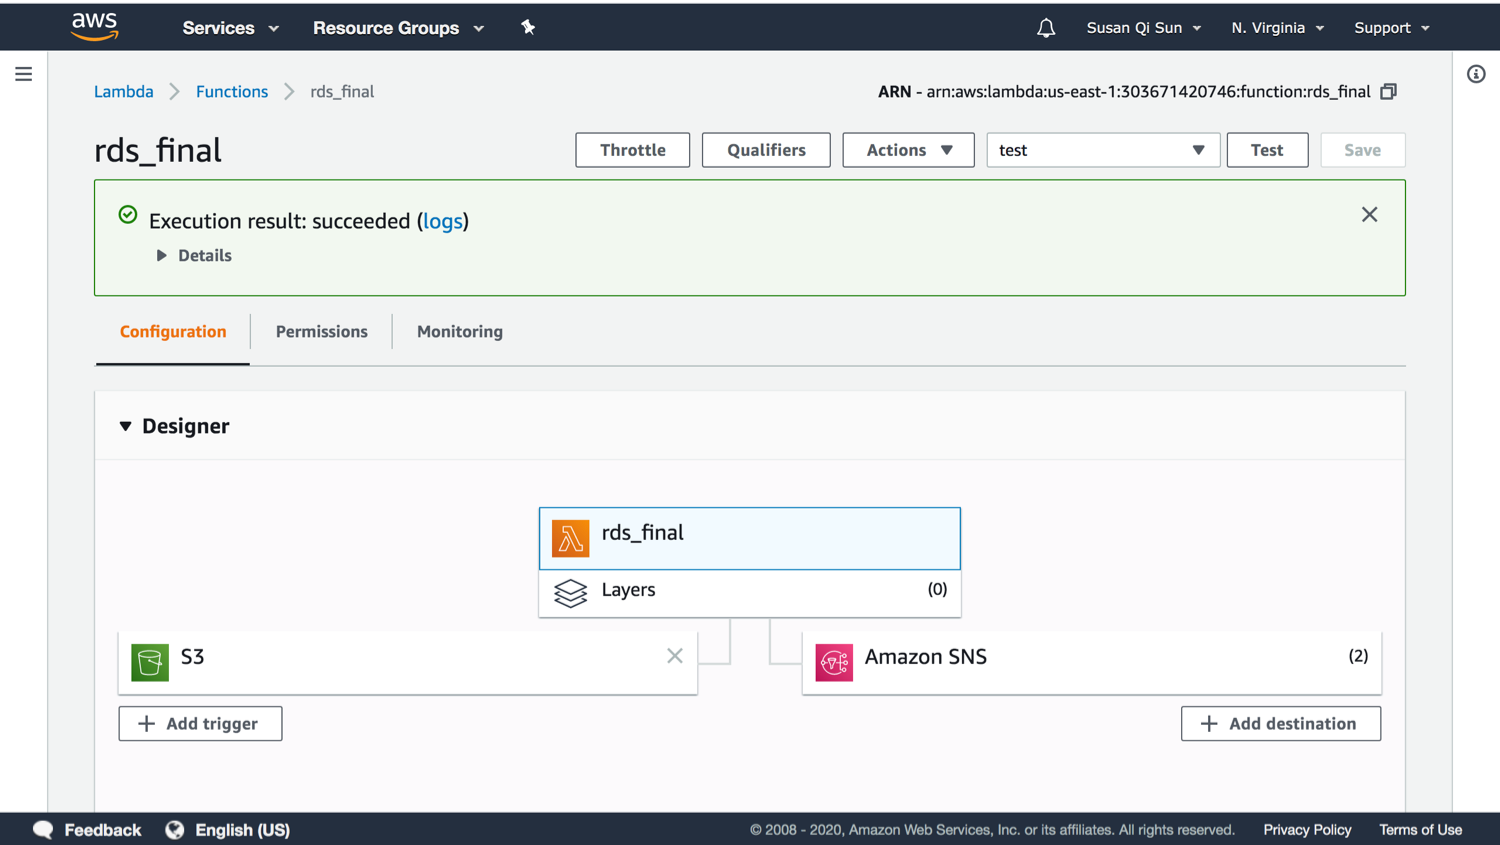 aws Services Resource Groups Susan Qi Sun N. Virginia Support
Lambda Functions rds_final ARN - arn:aws:lambda:us-east-1:303671420746:function:rds_final
rds_final Throttle Qualifiers Actions test Test Save
Execution result: succeeded (logs)
Details
Configuration Permissions Monitoring
Designer
rds_final
Layers (0)
S3 Amazon SNS (2)
+ Add trigger + Add destination
Feedback English (US) © 2008 - 2020, Amazon Web Services, Inc. or its affiliates. All rights reserved. Privacy Policy Terms of Use